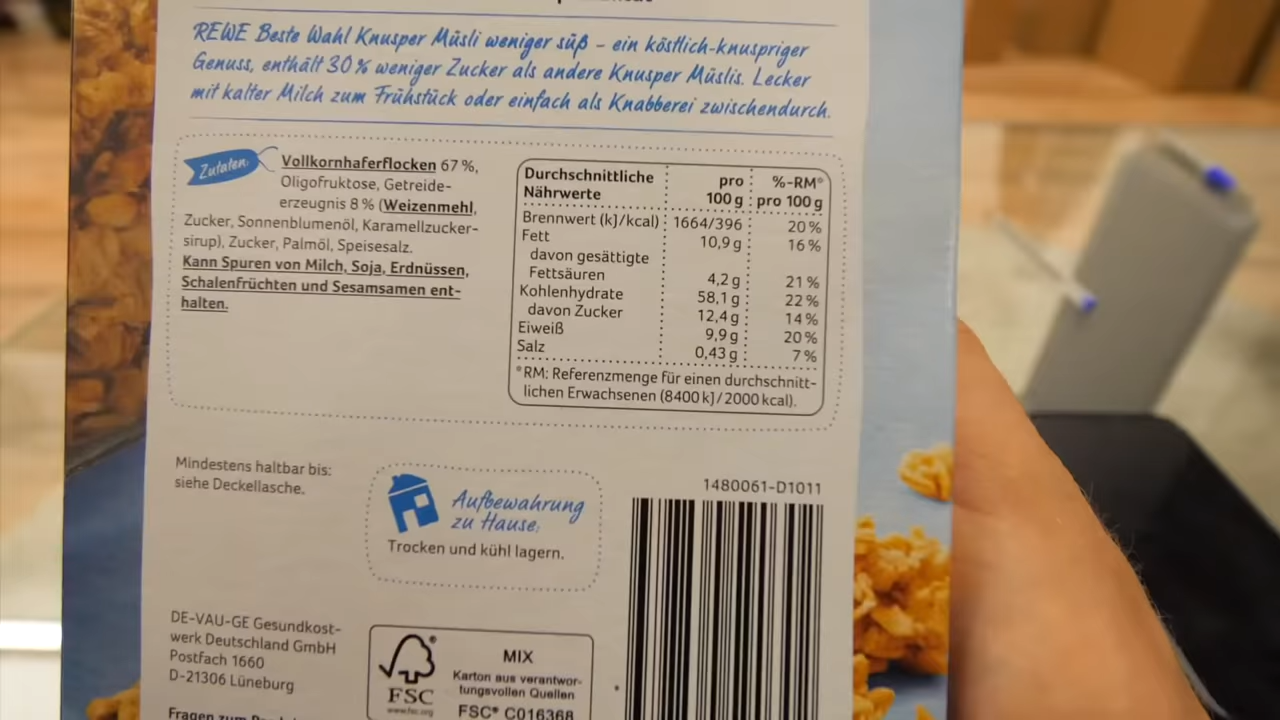 REWE Beste Wahl Knusper Müsli weniger süß – ein köstlich-knuspriger
Genuss, enthält 30% weniger Zucker als andere Knusper Müslis. Lecker
mit kalter Milch zum Frühstück oder einfach als Knabberei zwischendurch.
Zutaten:
Vollkornhaferflocken 67%,
Oligofruktose, Getreide-
erzeugnis 8% (Weizenmehl,
Zucker, Sonnenblumenöl, Karamellzucker-
sirup), Zucker, Palmöl, Speisesalz.
Kann Spuren von Milch, Soja, Erdnüssen,
Schalenfrüchten und Sesamsamen ent-
halten.
Durchschnittliche pro %-RM*
Nährwerte 100 g pro 100 g
Brennwert (kJ/kcal) 1664/396 20%
Fett 10,9 g 16%
davon gesättigte
Fettsäuren 4,2 g 21%
Kohlenhydrate 58,1 g 22%
davon Zucker 12,4 g 14%
Eiweiß 9,9 g 20%
Salz 0,43 g 7%
*RM: Referenzmenge für einen durchschnitt-
lichen Erwachsenen (8400 kJ/2000 kcal).
Mindestens haltbar bis:
siehe Deckellasche.
Aufbewahrung
zu Hause:
Trocken und kühl lagern.
1480061-D1011
DE-VAU-GE Gesundkost-
werk Deutschland GmbH
Postfach 1660
D-21306 Lüneburg
FSC®
www.fsc.org
MIX
Karton aus verantwor-
tungsvollen Quellen
FSC® C016368
Fragen zum